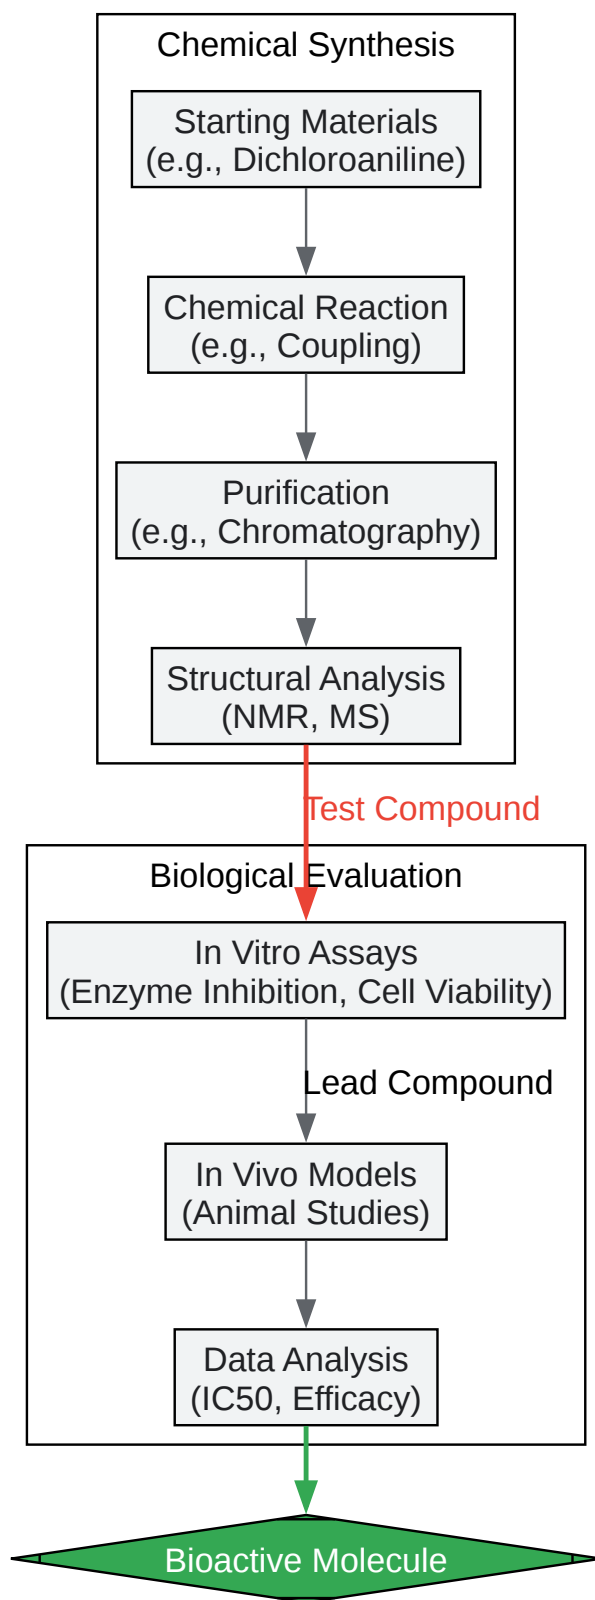 Chemical Synthesis
Starting Materials
(e.g., Dichloroaniline)
Chemical Reaction
(e.g., Coupling)
Purification
(e.g., Chromatography)
Structural Analysis
(NMR, MS)
Test Compound
Biological Evaluation
In Vitro Assays
(Enzyme Inhibition, Cell Viability)
Lead Compound
In Vivo Models
(Animal Studies)
Data Analysis
(IC50, Efficacy)
Bioactive Molecule